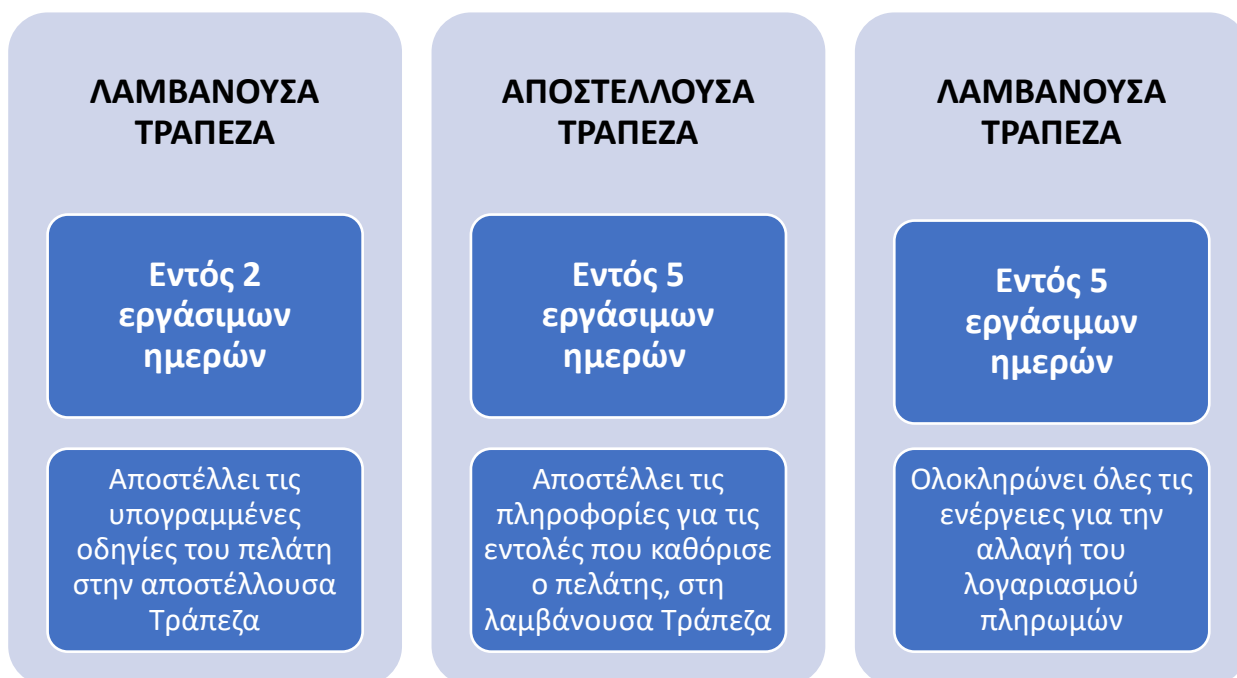 ΛΑΜΒΑΝΟΥΣΑ
ΤΡΑΠΕΖΑ
Εντός 2
εργάσιμων
ημερών
Αποστέλλει τις
υπογραμμένες
οδηγίες του πελάτη
στην αποστέλλουσα
Τράπεζα
ΑΠΟΣΤΕΛΛΟΥΣΑ
ΤΡΑΠΕΖΑ
Εντός 5
εργάσιμων
ημερών
Αποστέλλει τις
πληροφορίες για τις
εντολές που καθόρισε
ο πελάτης, στη
λαμβάνουσα Τράπεζα
ΛΑΜΒΑΝΟΥΣΑ
ΤΡΑΠΕΖΑ
Εντός 5
εργάσιμων
ημερών
Ολοκληρώνει όλες τις
ενέργειες για την
αλλαγή του
λογαριασμού
πληρωμών